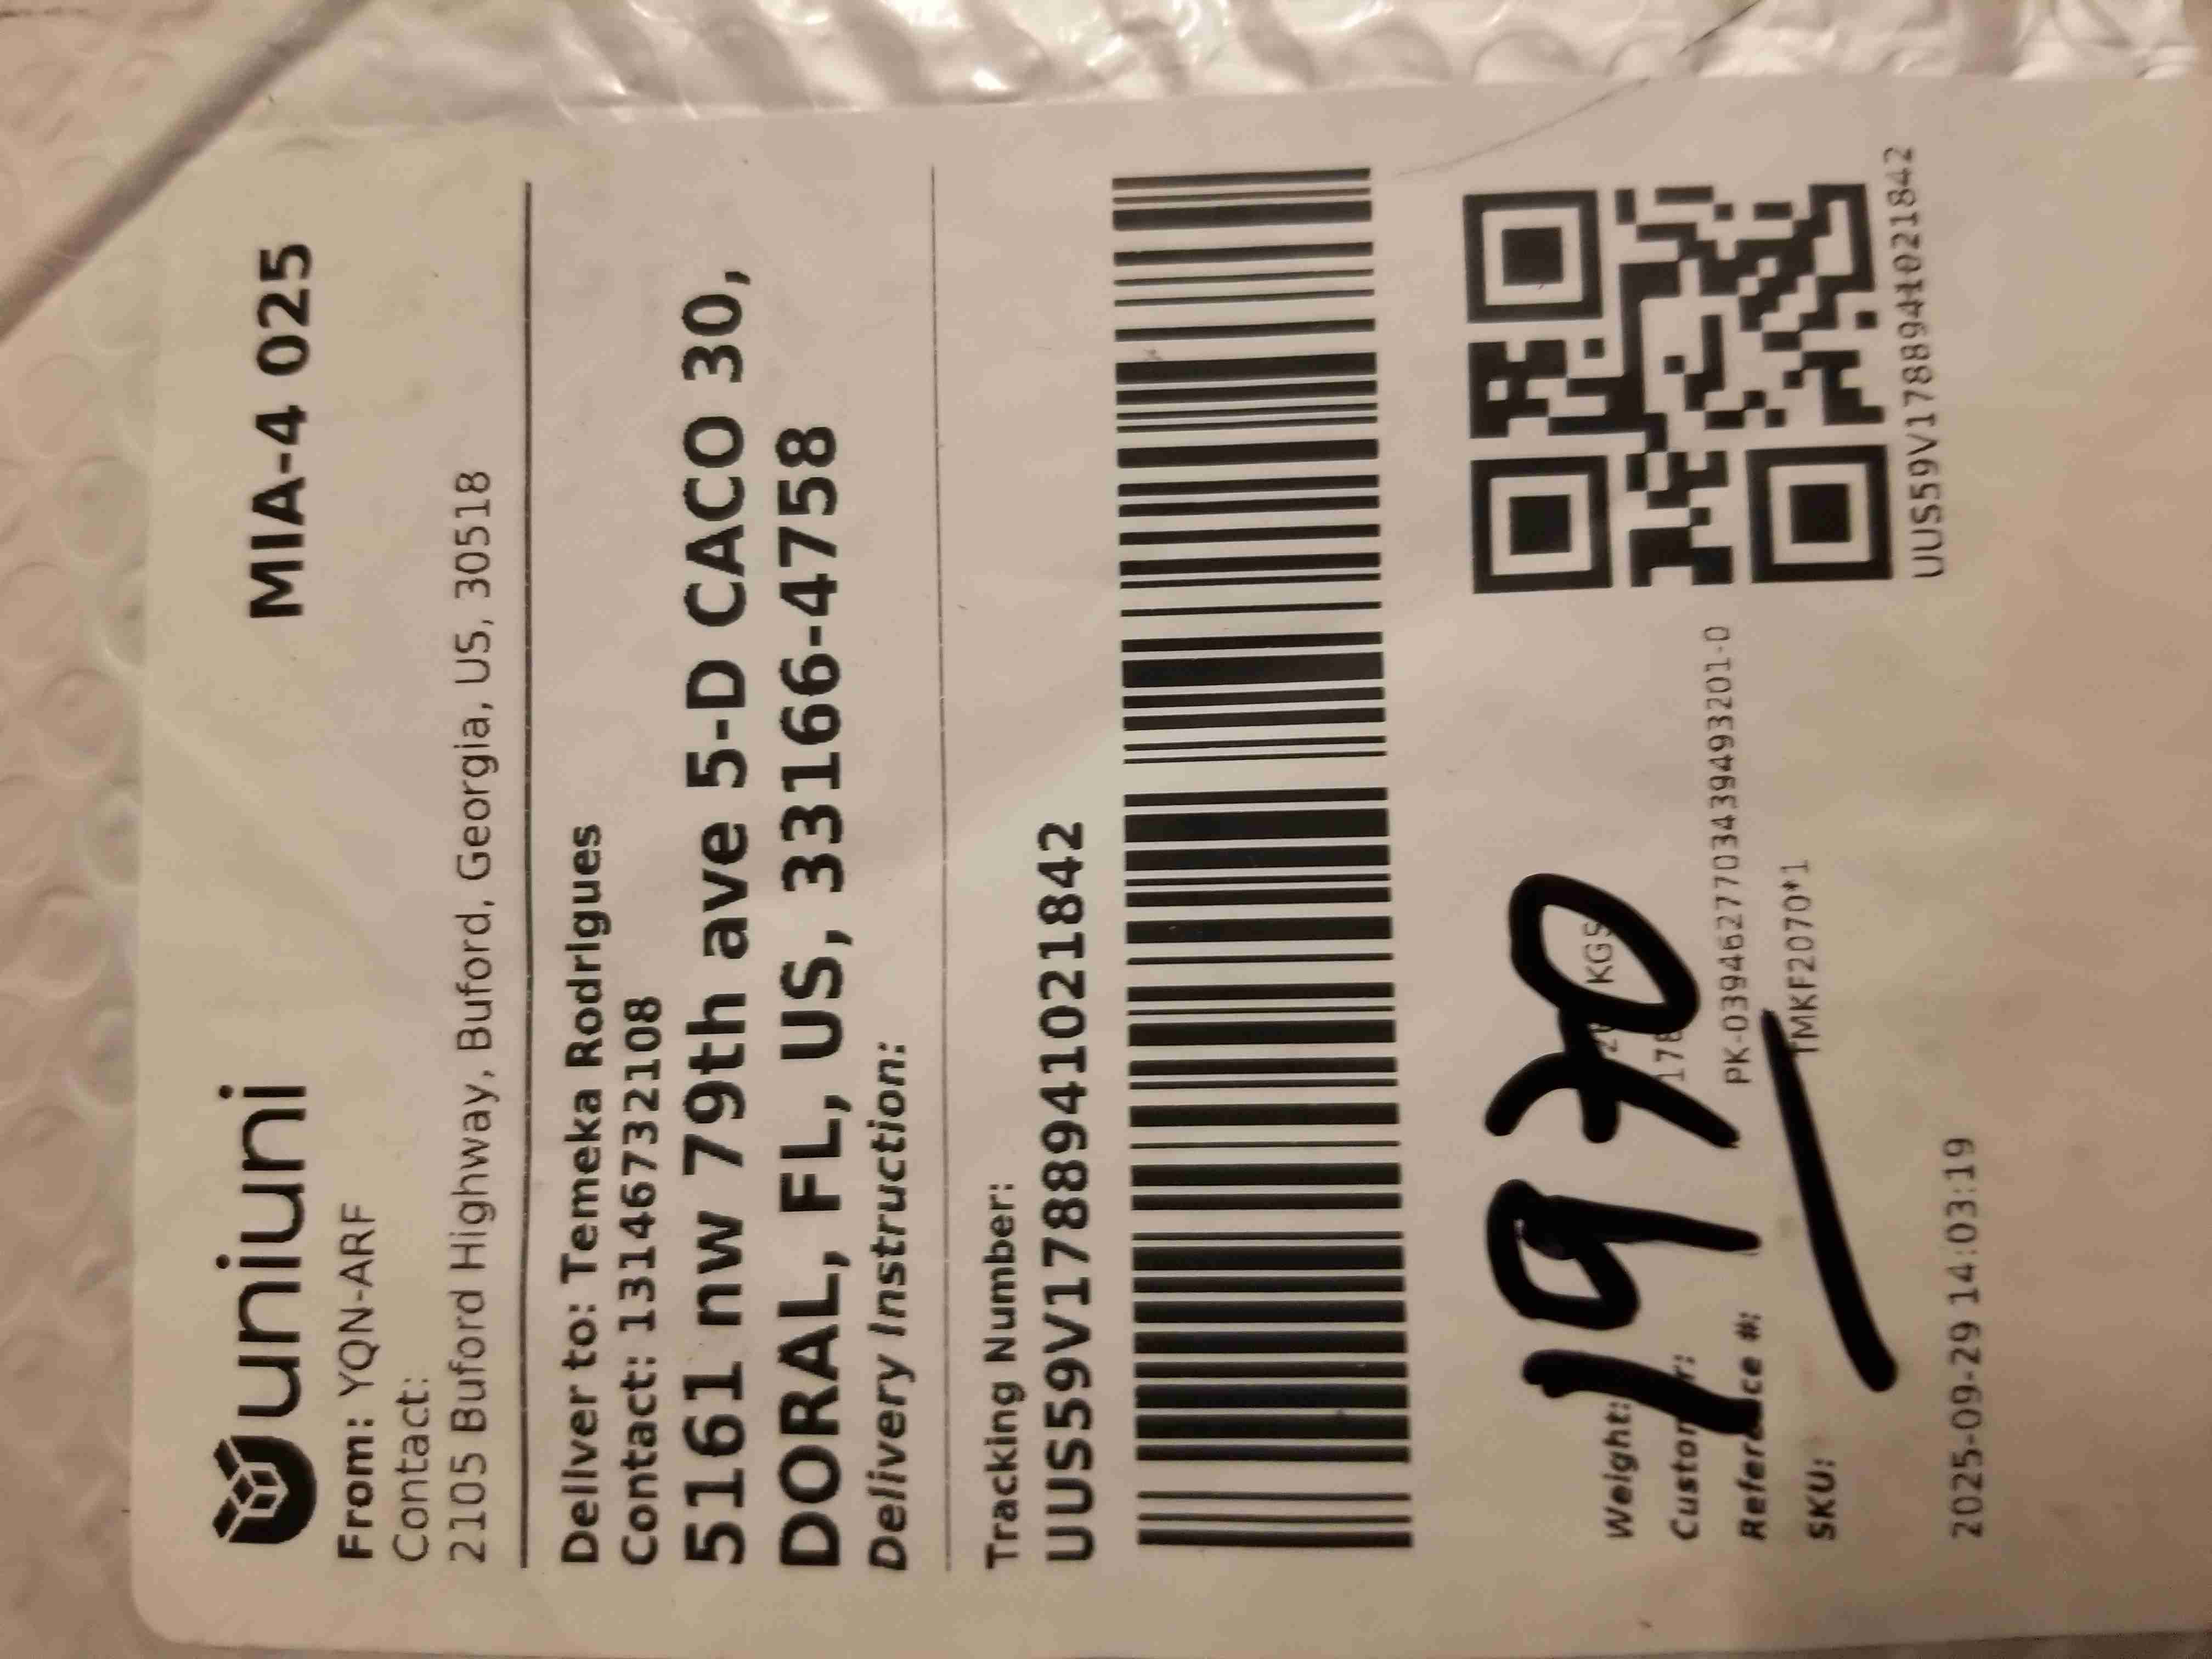 uniuni
MIA-4 025
From: YQN-ARF
Contact:
2105 Buford Highway, Buford, Georgia, US, 30518
Deliver to: Temeka Rodrigues
Contact: 13146732108
5161 nw 79th ave 5-D CACO 30,
DORAL, FL, US, 33166-4758
Delivery Instruction:
Tracking Number:
UUS59V1788941021842
Weight: KGS
1970
Reference #: PK-0394627703439493201-0
SKU: TMKF2070*1
UUS59V1788941021842
2025-09-29 14:03:19